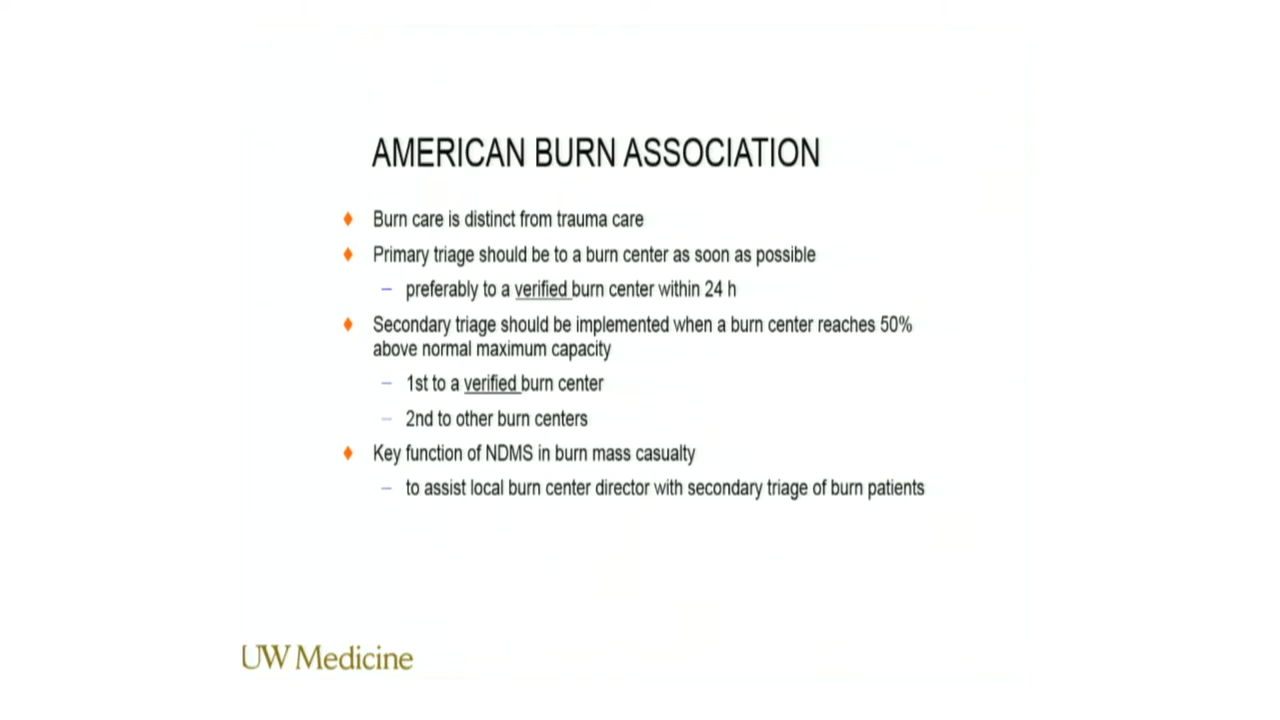 AMERICAN BURN ASSOCIATION
♦ Burn care is distinct from trauma care
♦ Primary triage should be to a burn center as soon as possible
– preferably to a verified burn center within 24 h
♦ Secondary triage should be implemented when a burn center reaches 50%
above normal maximum capacity
– 1st to a verified burn center
– 2nd to other burn centers
♦ Key function of NDMS in burn mass casualty
– to assist local burn center director with secondary triage of burn patients
UW Medicine